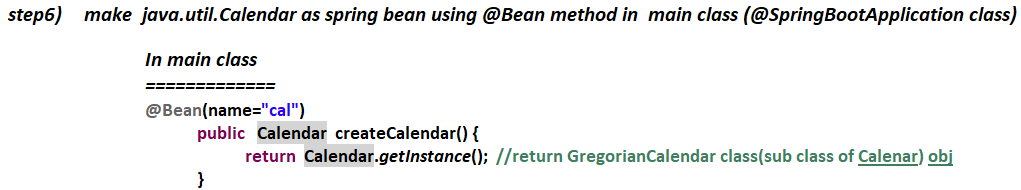 step6) make java.util.Calendar as spring bean using @Bean method in main class (@SpringBootApplication class)
In main class
=============
@Bean(name="cal")
public Calendar createCalendar() {
return Calendar.getInstance(); //return GregorianCalendar class(sub class of Calenar) obj
}